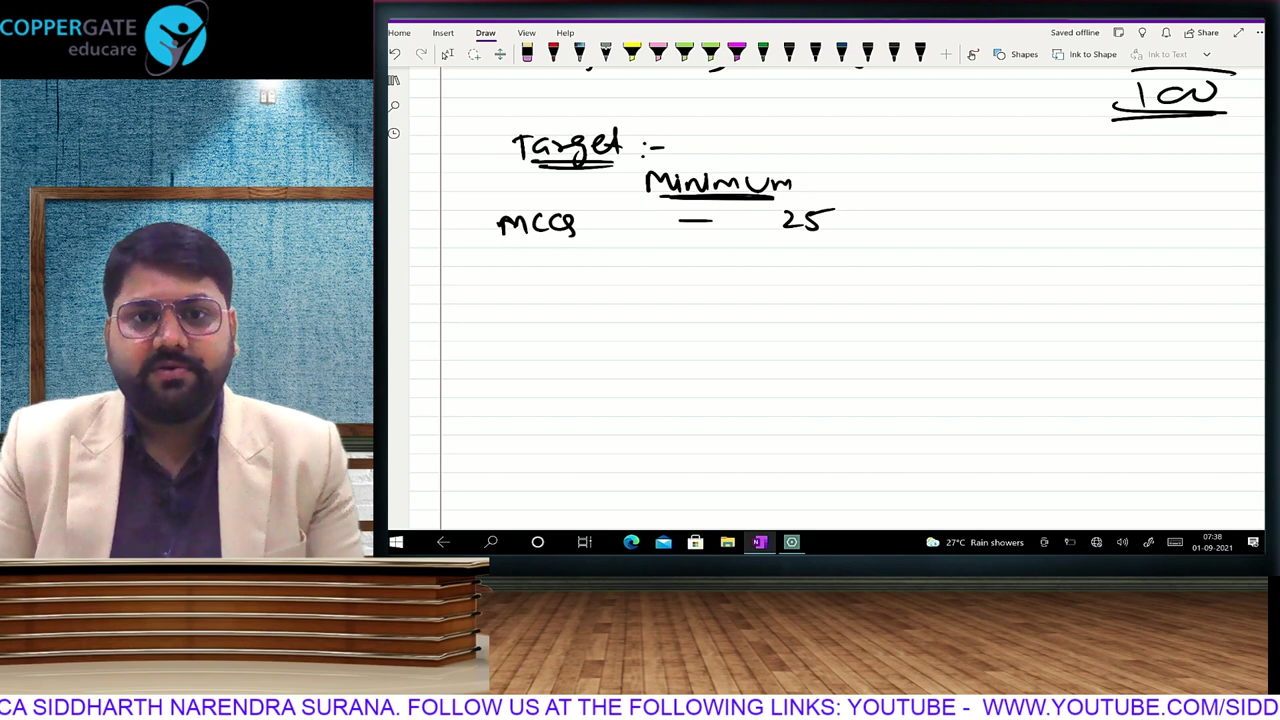 COPPERGATE
educare
Home Insert Draw View Help
Saved offline Share
Shapes Ink to Shape Ink to Text
100
Target :-
Minimum
MCQ — 25
27°C Rain showers
07:38
01-09-2021
CA SIDDHARTH NARENDRA SURANA. FOLLOW US AT THE FOLLOWING LINKS: YOUTUBE - WWW.YOUTUBE.COM/SIDD